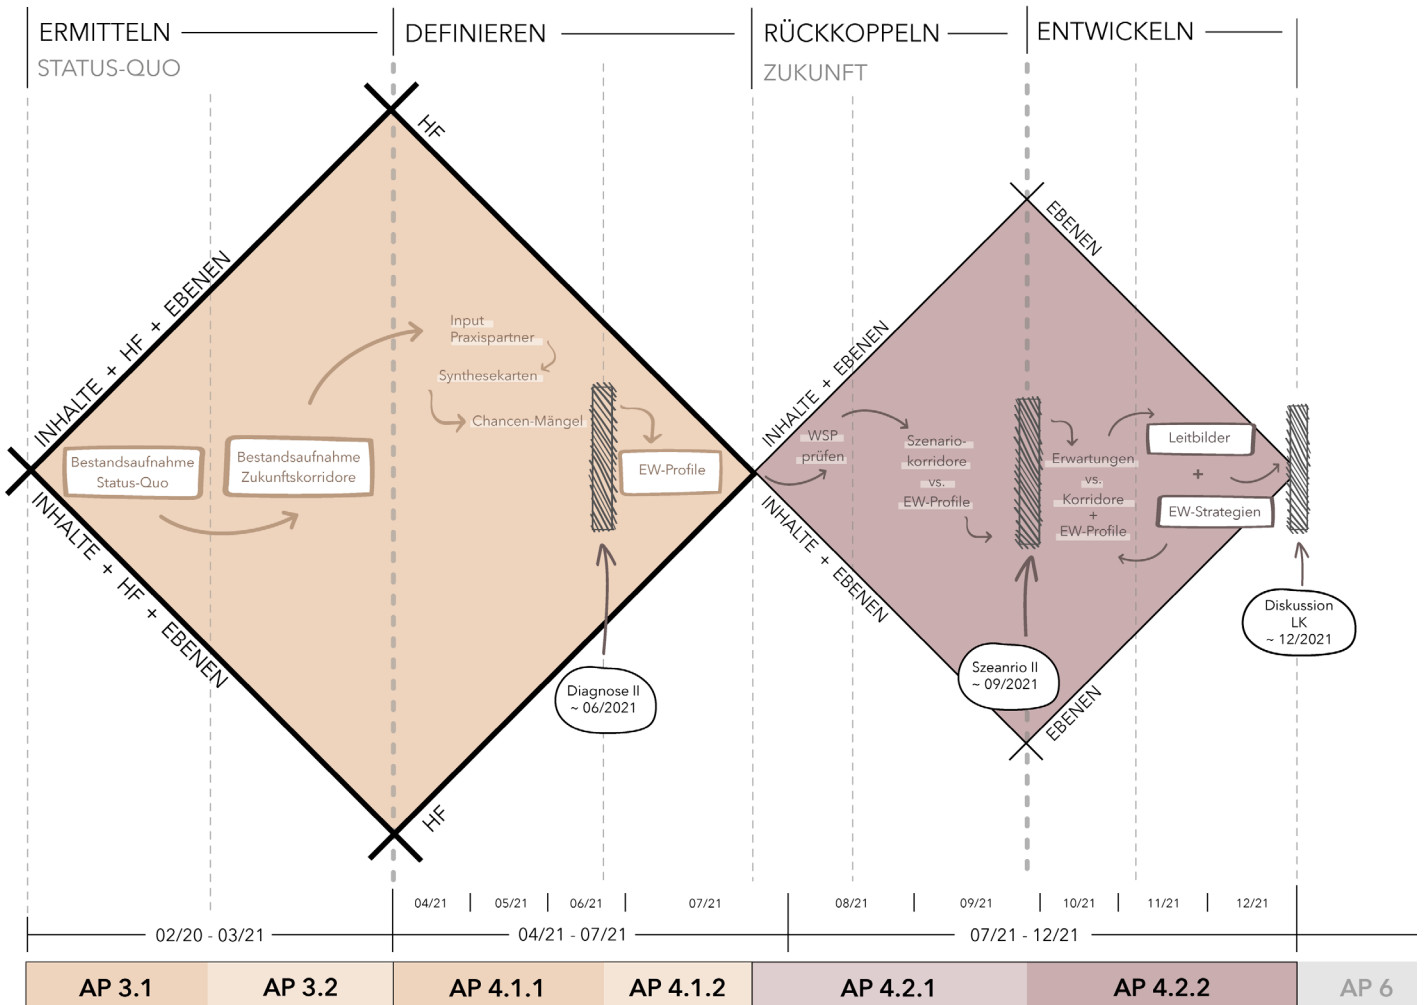 ERMITTELN
DEFINIEREN
RÜCKKOPPELN
ENTWICKELN
STATUS-QUO
ZUKUNFT
HF
INHALTE + HF + EBENEN
INHALTE + HF + EBENEN
HF
Bestandsaufnahme
Status-Quo
Bestandsaufnahme
Zukunftskorridore
Input
Praxispartner
Synthesekarten
Chancen-Mängel
EW-Profile
Diagnose II
~ 06/2021
EBENEN
INHALTE + EBENEN
INHALTE + EBENEN
EBENEN
WSP
prüfen
Szenario-
korridore
vs.
EW-Profile
Erwartungen
vs.
Korridore
+
EW-Profile
Leitbilder
+
EW-Strategien
Szeanrio II
~ 09/2021
Diskussion
LK
~ 12/2021
04/21
05/21
06/21
07/21
08/21
09/21
10/21
11/21
12/21
02/20 - 03/21
04/21 - 07/21
07/21 - 12/21
AP 3.1
AP 3.2
AP 4.1.1
AP 4.1.2
AP 4.2.1
AP 4.2.2
AP 6